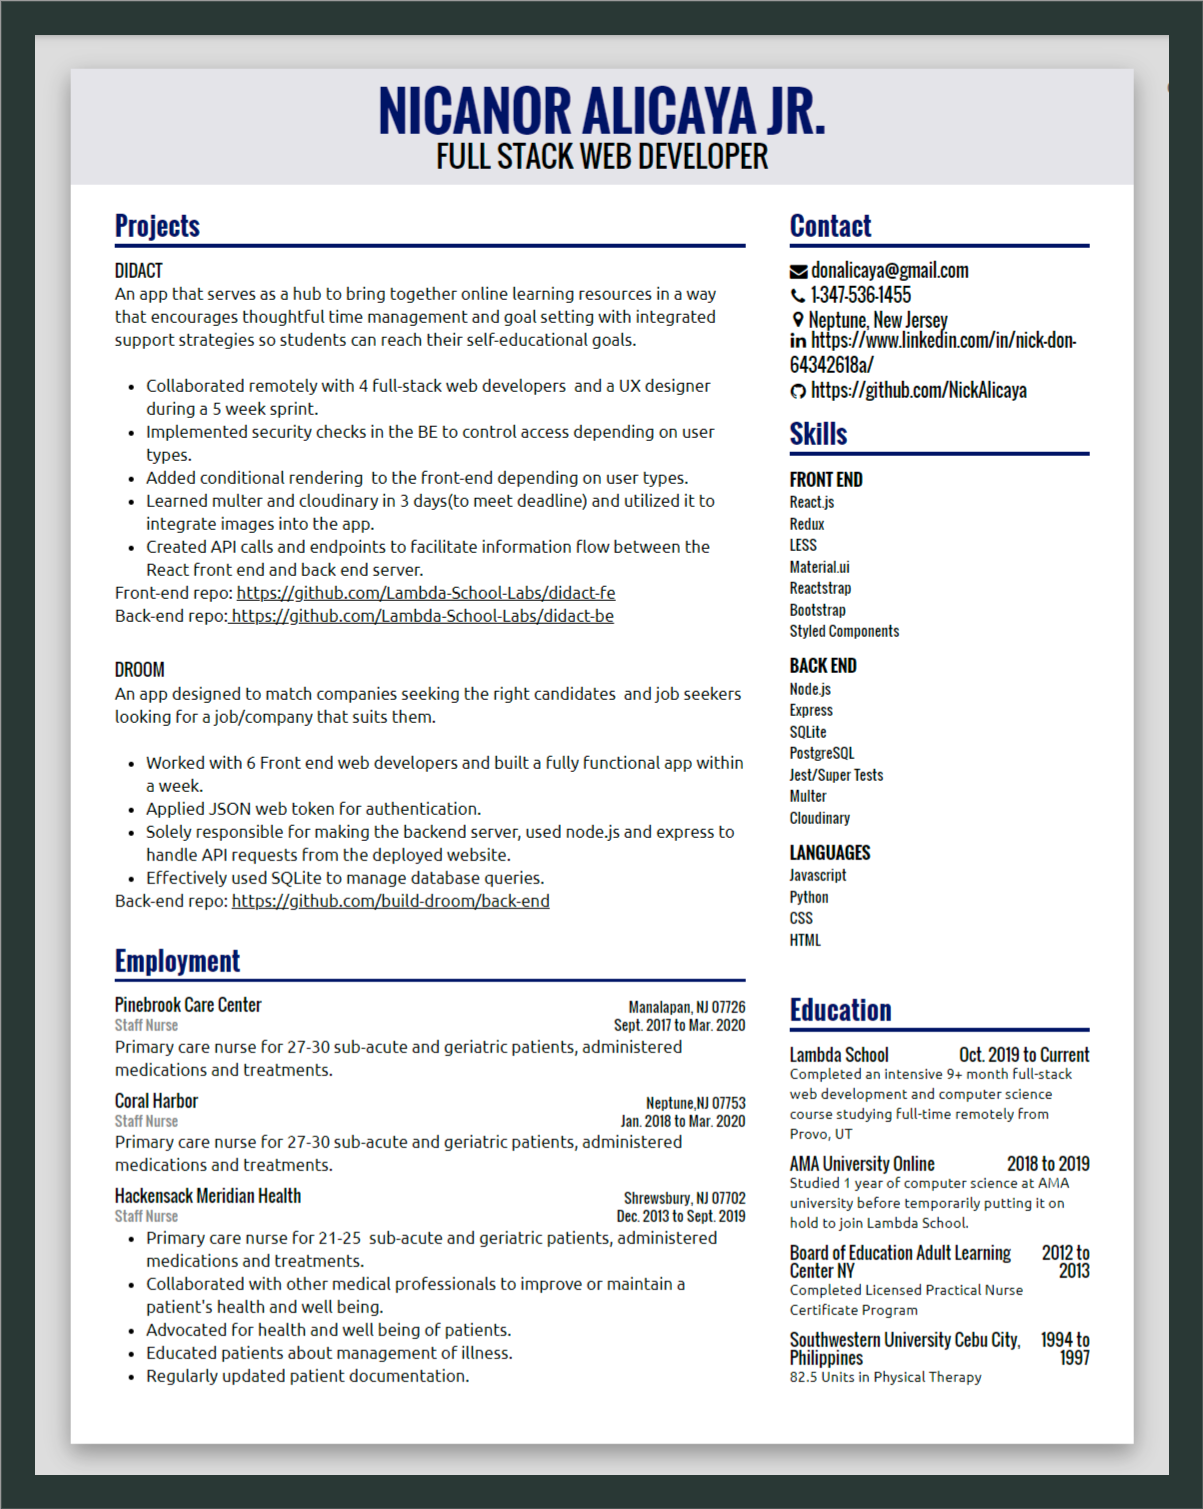 NICANOR ALICAYA JR.
FULL STACK WEB DEVELOPER
Projects
DIDACT
An app that serves as a hub to bring together online learning resources in a way
that encourages thoughtful time management and goal setting with integrated
support strategies so students can reach their self-educational goals.
• Collaborated remotely with 4 full-stack web developers and a UX designer
during a 5 week sprint.
• Implemented security checks in the BE to control access depending on user
types.
• Added conditional rendering to the front-end depending on user types.
• Learned multer and cloudinary in 3 days(to meet deadline) and utilized it to
integrate images into the app.
• Created API calls and endpoints to facilitate information flow between the
React front end and back end server.
Front-end repo: https://github.com/Lambda-School-Labs/didact-fe
Back-end repo: https://github.com/Lambda-School-Labs/didact-be
DROOM
An app designed to match companies seeking the right candidates and job seekers
looking for a job/company that suits them.
• Worked with 6 Front end web developers and built a fully functional app within
a week.
• Applied JSON web token for authentication.
• Solely responsible for making the backend server, used node.js and express to
handle API requests from the deployed website.
• Effectively used SQLite to manage database queries.
Back-end repo: https://github.com/build-droom/back-end
Employment
Pinebrook Care Center Manalapan, NJ 07726
Staff Nurse Sept. 2017 to Mar. 2020
Primary care nurse for 27-30 sub-acute and geriatric patients, administered
medications and treatments.
Coral Harbor Neptune,NJ 07753
Staff Nurse Jan. 2018 to Mar. 2020
Primary care nurse for 27-30 sub-acute and geriatric patients, administered
medications and treatments.
Hackensack Meridian Health Shrewsbury, NJ 07702
Staff Nurse Dec. 2013 to Sept. 2019
• Primary care nurse for 21-25 sub-acute and geriatric patients, administered
medications and treatments.
• Collaborated with other medical professionals to improve or maintain a
patient's health and well being.
• Advocated for health and well being of patients.
• Educated patients about management of illness.
• Regularly updated patient documentation.
Contact
donalicaya@gmail.com
1-347-536-1455
Neptune, New Jersey
https://www.linkedin.com/in/nick-don-
64342618a/
https://github.com/NickAlicaya
Skills
FRONT END
React.js
Redux
LESS
Material.ui
Reactstrap
Bootstrap
Styled Components
BACK END
Node.js
Express
SQLite
PostgreSQL
Jest/Super Tests
Multer
Cloudinary
LANGUAGES
Javascript
Python
CSS
HTML
Education
Lambda School Oct. 2019 to Current
Completed an intensive 9+ month full-stack
web development and computer science
course studying full-time remotely from
Provo, UT
AMA University Online 2018 to 2019
Studied 1 year of computer science at AMA
university before temporarily putting it on
hold to join Lambda School.
Board of Education Adult Learning 2012 to
Center NY 2013
Completed Licensed Practical Nurse
Certificate Program
Southwestern University Cebu City, 1994 to
Philippines 1997
82.5 Units in Physical Therapy